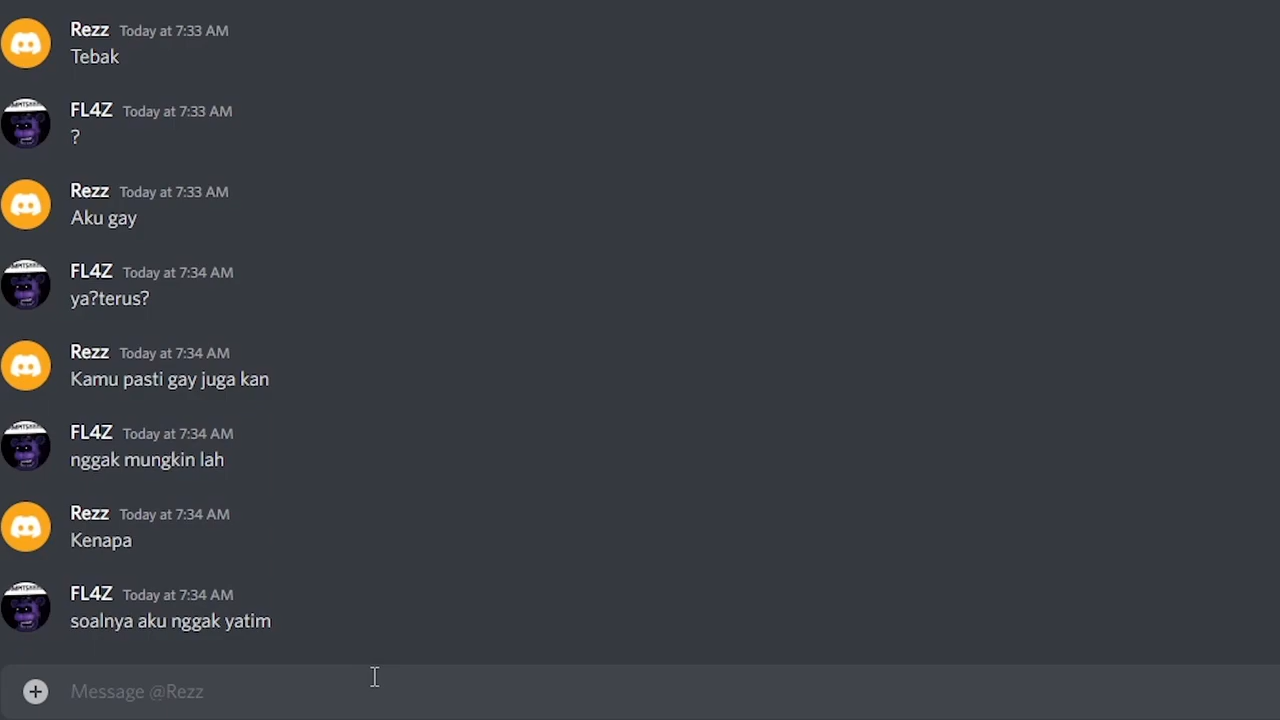 Rezz Today at 7:33 AM
Tebak
FL4Z Today at 7:33 AM
?
Rezz Today at 7:33 AM
Aku gay
FL4Z Today at 7:34 AM
ya?terus?
Rezz Today at 7:34 AM
Kamu pasti gay juga kan
FL4Z Today at 7:34 AM
nggak mungkin lah
Rezz Today at 7:34 AM
Kenapa
FL4Z Today at 7:34 AM
soalnya aku nggak yatim
Message @Rezz